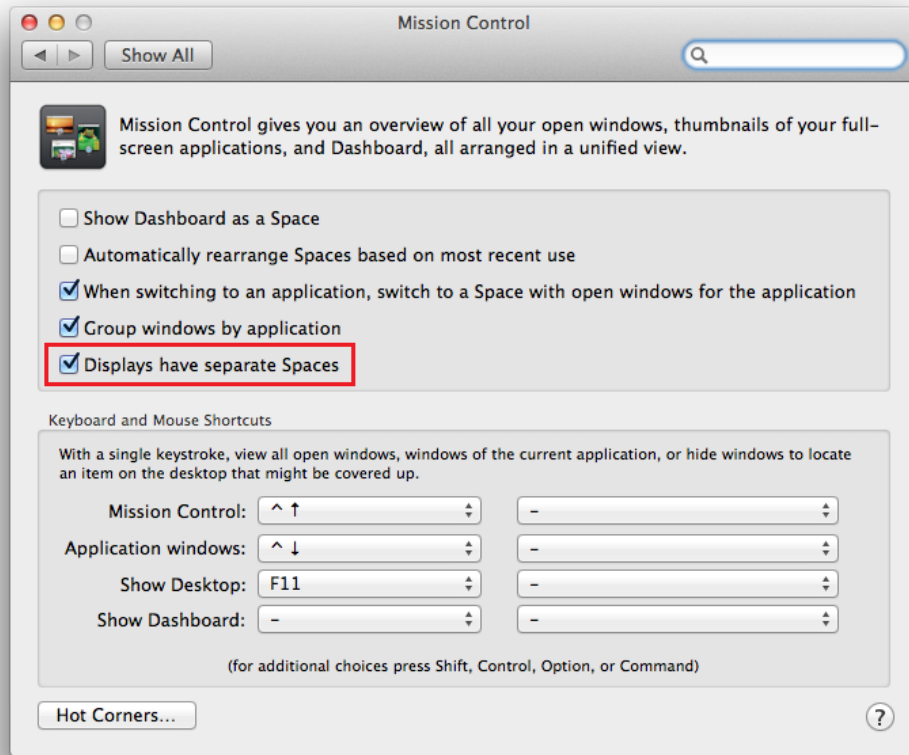 Mission Control
Show All
Mission Control gives you an overview of all your open windows, thumbnails of your full-
screen applications, and Dashboard, all arranged in a unified view.
Show Dashboard as a Space
Automatically rearrange Spaces based on most recent use
When switching to an application, switch to a Space with open windows for the application
Group windows by application
Displays have separate Spaces
Keyboard and Mouse Shortcuts
With a single keystroke, view all open windows, windows of the current application, or hide windows to locate
an item on the desktop that might be covered up.
Mission Control: ^ ↑ –
Application windows: ^ ↓ –
Show Desktop: F11 –
Show Dashboard: – –
(for additional choices press Shift, Control, Option, or Command)
Hot Corners... ?